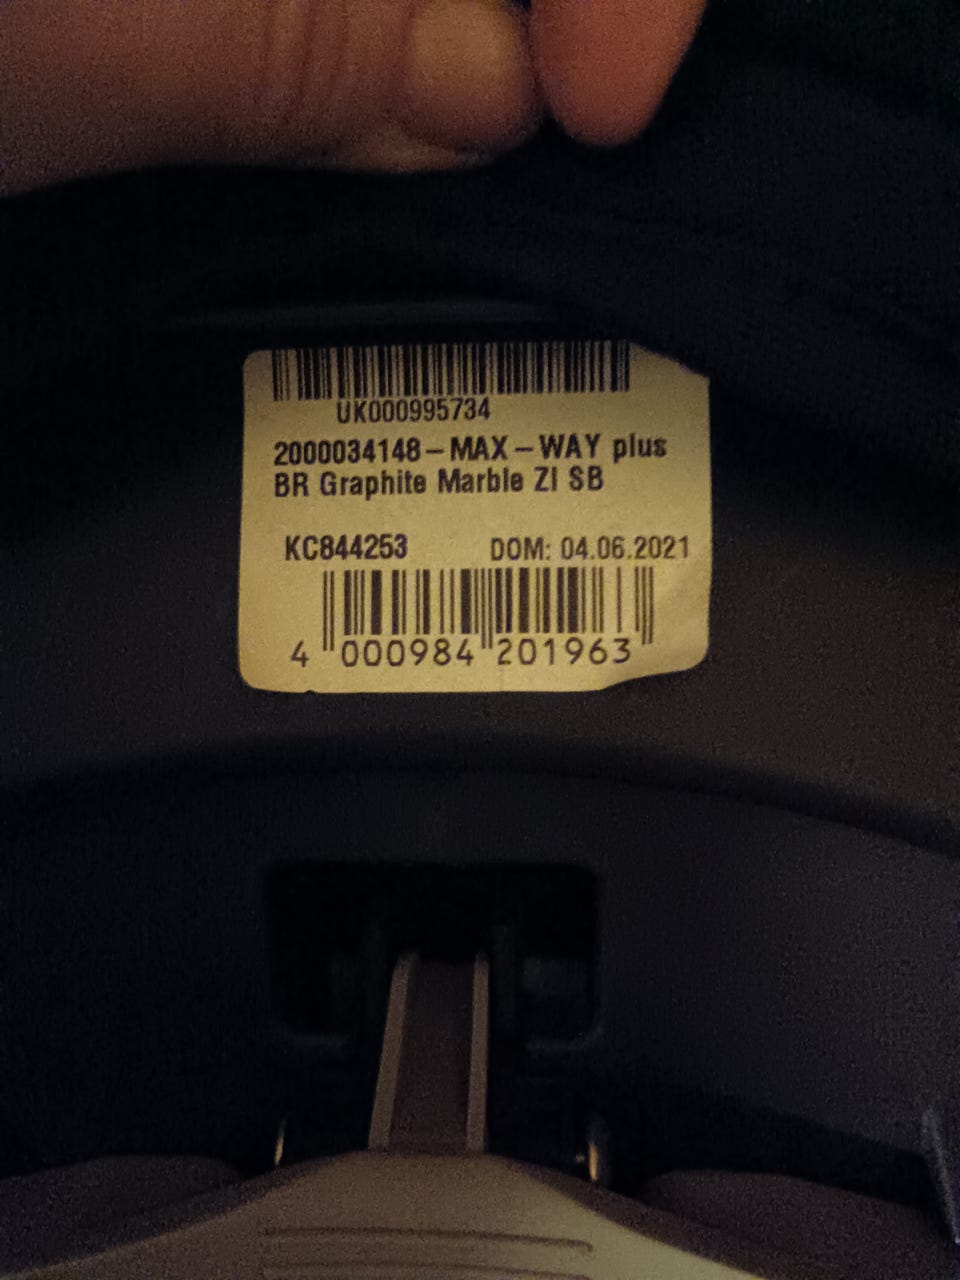 UK000995734
2000034148-MAX-WAY plus
BR Graphite Marble ZI SB
KC844253 DOM: 04.06.2021
4 000984 201963